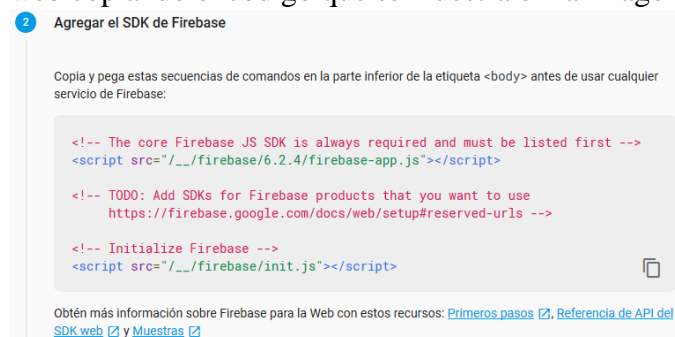 2
Agregar el SDK de Firebase
Copia y pega estas secuencias de comandos en la parte inferior de la etiqueta <body> antes de usar cualquier
servicio de Firebase:
<!-- The core Firebase JS SDK is always required and must be listed first -->
<script src="/__/firebase/6.2.4/firebase-app.js"></script>
<!-- TODO: Add SDKs for Firebase products that you want to use
https://firebase.google.com/docs/web/setup#reserved-urls -->
<!-- Initialize Firebase -->
<script src="/__/firebase/init.js"></script>
Obtén más información sobre Firebase para la Web con estos recursos: Primeros pasos, Referencia de API del
SDK web y Muestras